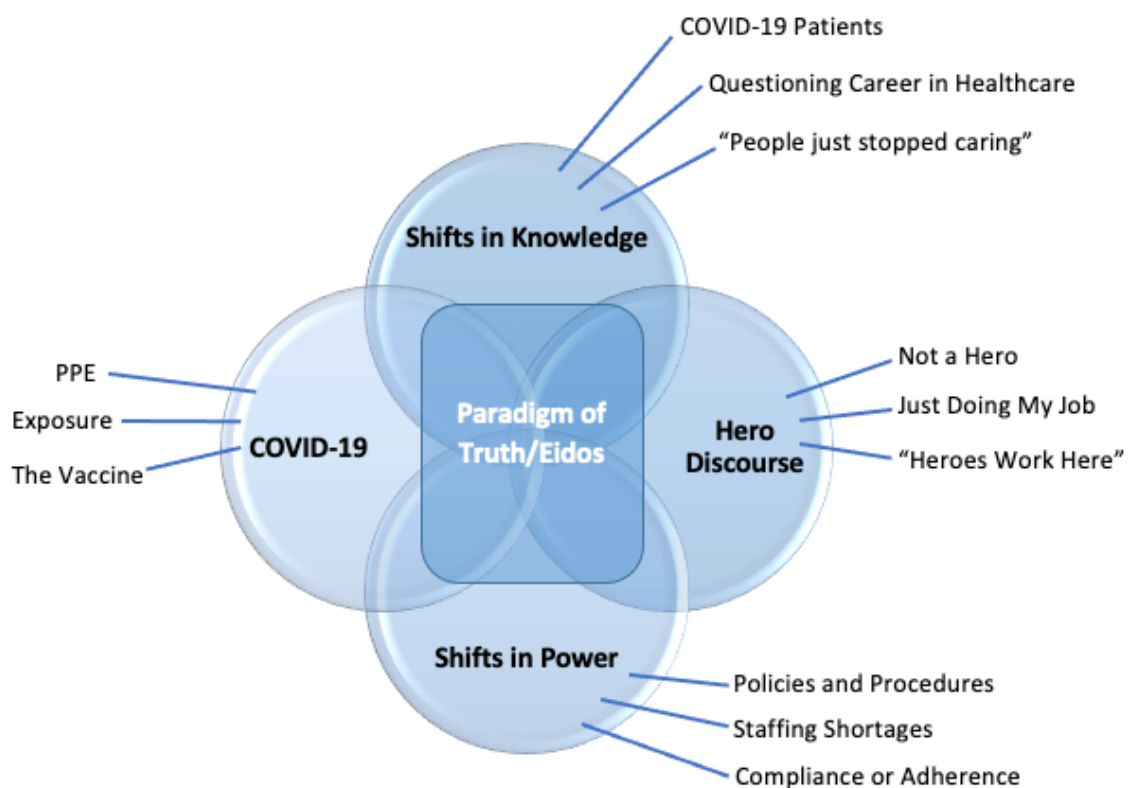 COVID-19 Patients
Questioning Career in Healthcare
“People just stopped caring”
Shifts in Knowledge
PPE
Exposure
The Vaccine
COVID-19
Paradigm of
Truth/Eidos
Hero
Discourse
Not a Hero
Just Doing My Job
“Heroes Work Here”
Shifts in Power
Policies and Procedures
Staffing Shortages
Compliance or Adherence